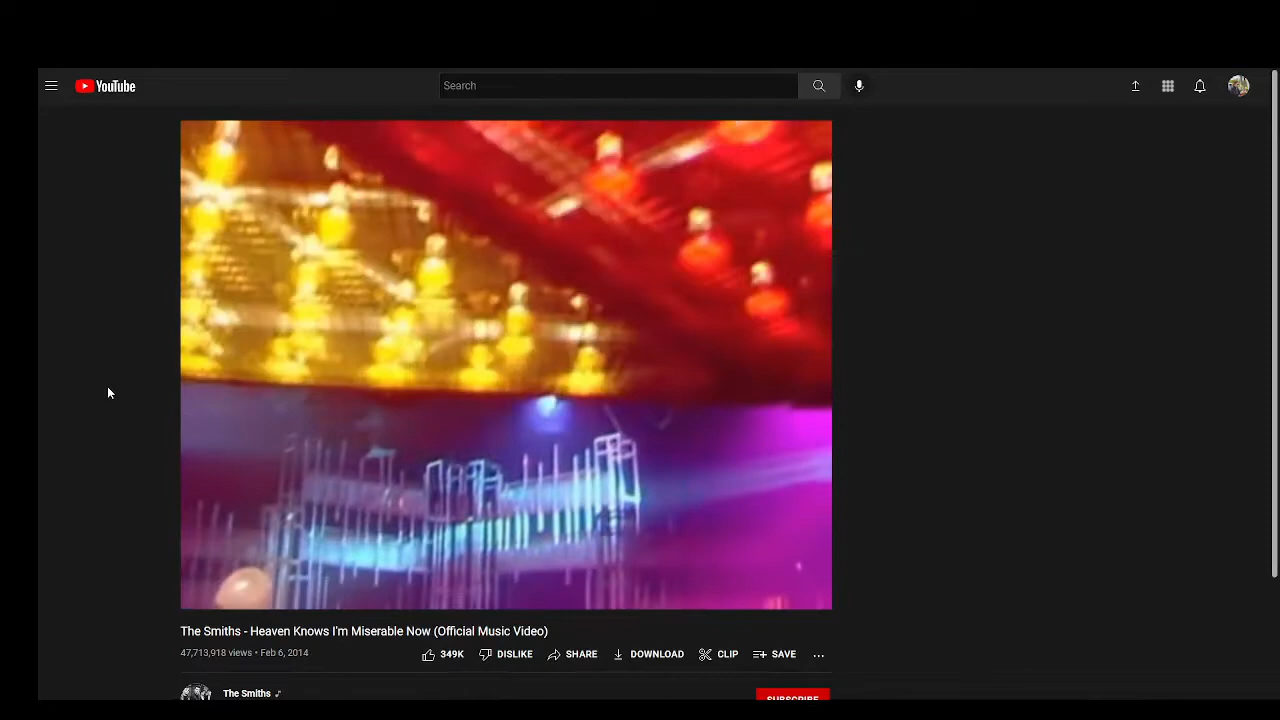 YouTube
Search
The Smiths - Heaven Knows I'm Miserable Now (Official Music Video)
47,713,918 views • Feb 6, 2014
349K DISLIKE SHARE DOWNLOAD CLIP SAVE ...
The Smiths
SUBSCRIBE